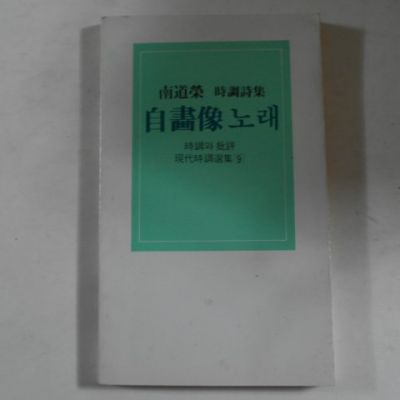 南道榮 時調詩集
自畵像 노래
時調와 批評
現代時調選集 9